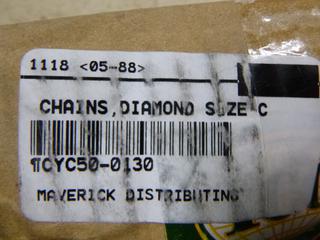 1118 <05-88>
CHAINS,DIAMOND SIZE C
¶CYC50-0130
MAVERICK DISTRIBUTING